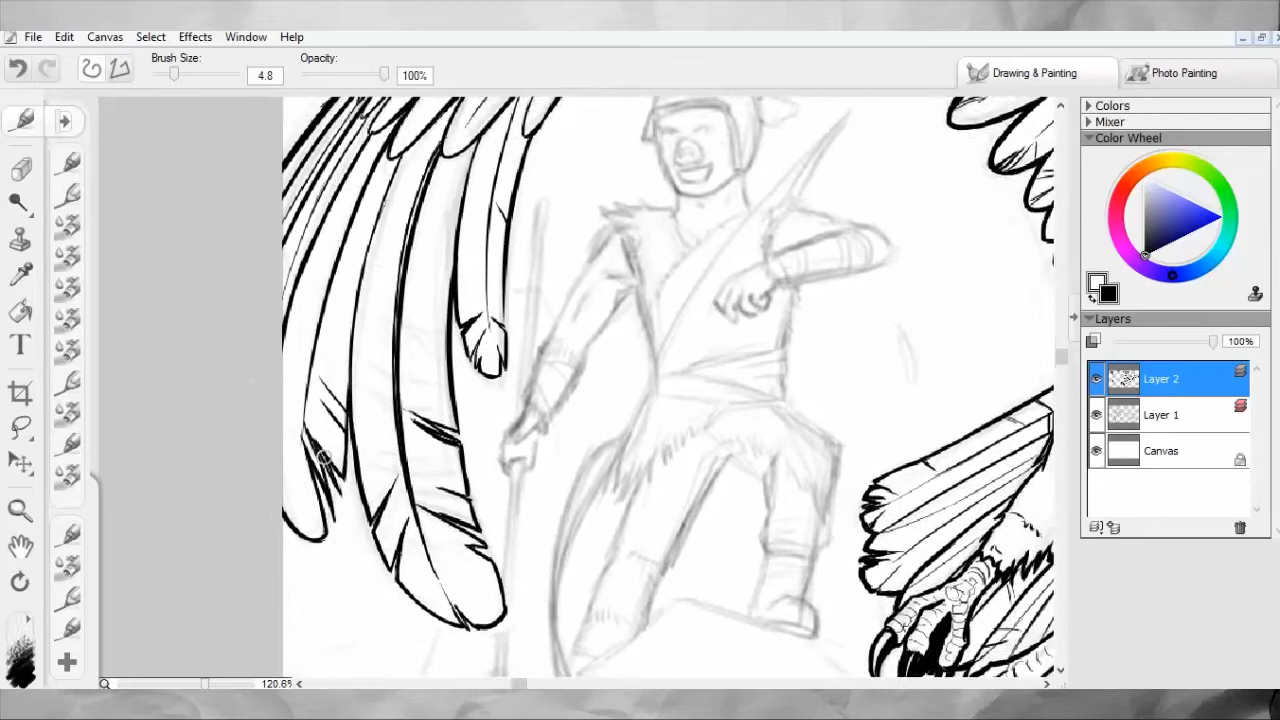 File Edit Canvas Select Effects Window Help
Brush Size: 4.8 Opacity: 100%
Drawing & Painting Photo Painting
Colors
Mixer
Color Wheel
Layers
100%
Layer 2
Layer 1
Canvas
T
120.6%